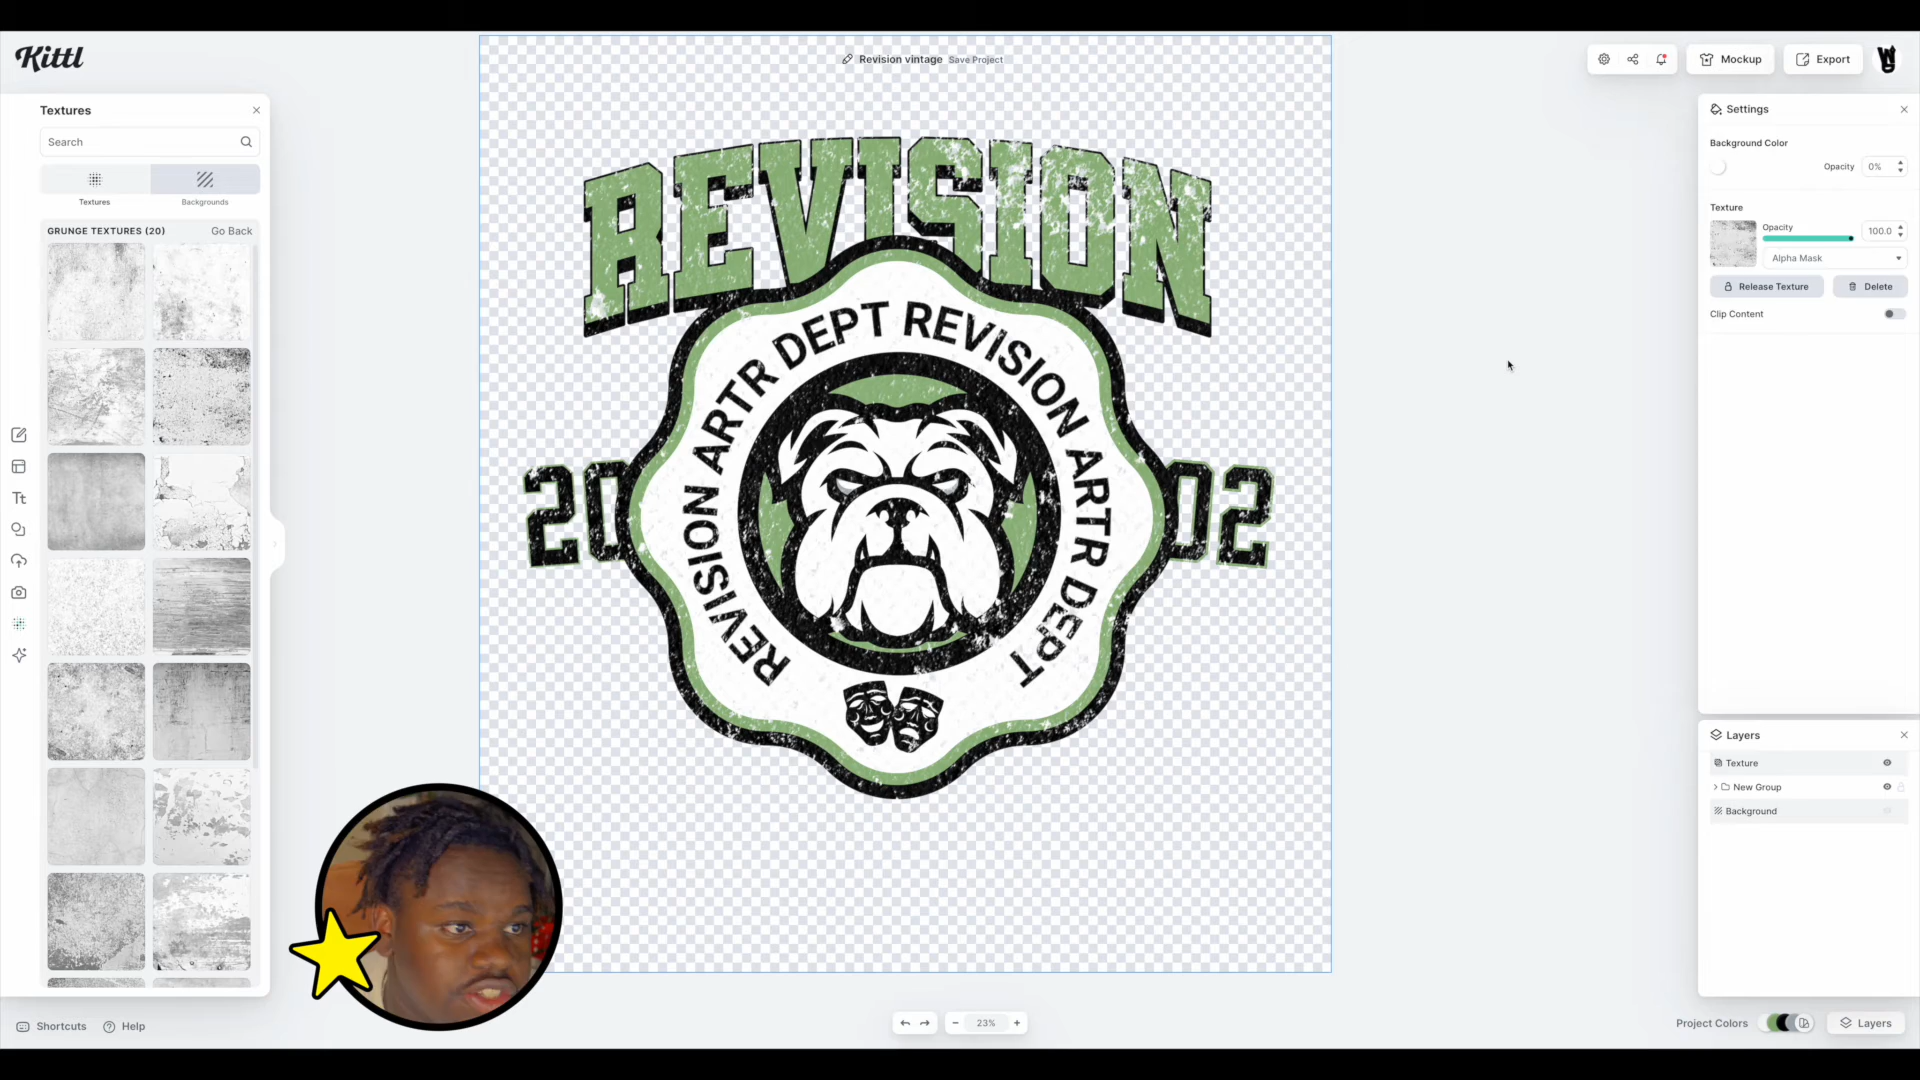 Kittl
Revision vintage Save Project
Mockup
Export
Textures
Search
Textures
Backgrounds
GRUNGE TEXTURES (20)
Go Back
REVISION
REVISION ARTR DEPT REVISION ARTR DEPT
20
02
Settings
Background Color
Opacity
0%
Texture
Opacity
100.0
Alpha Mask
Release Texture
Delete
Clip Content
Layers
Texture
New Group
Background
Tt
Shortcuts
Help
23%
Project Colors
Layers